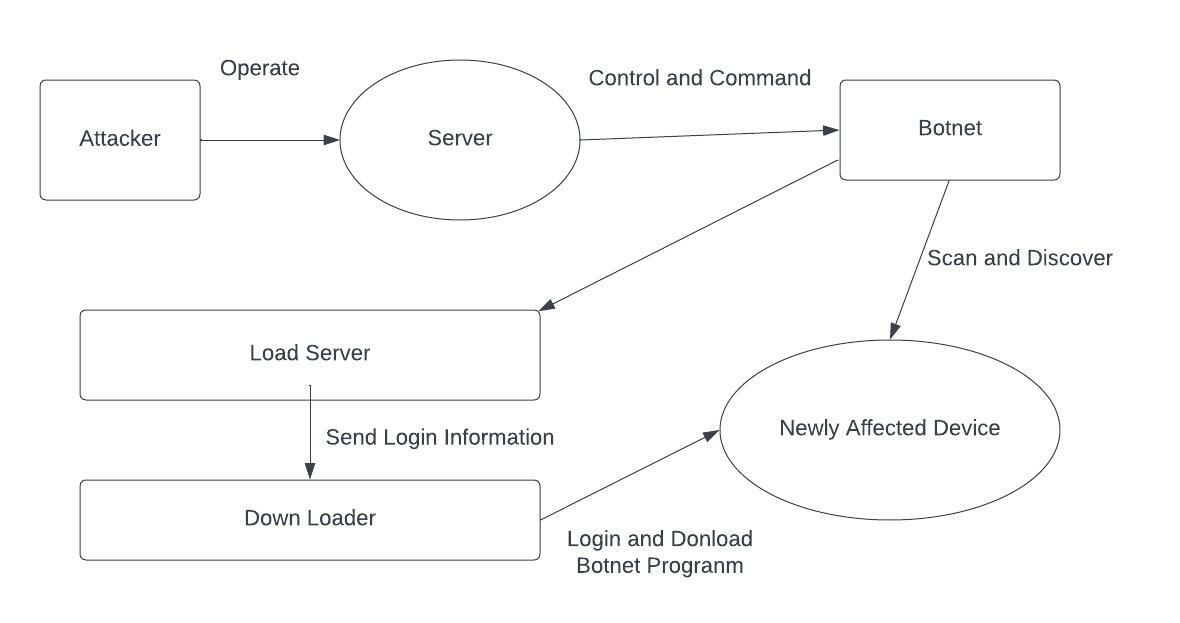 Operate
Control and Command
Attacker
Server
Botnet
Scan and Discover
Load Server
Send Login Information
Newly Affected Device
Down Loader
Login and Donload
Botnet Progranm